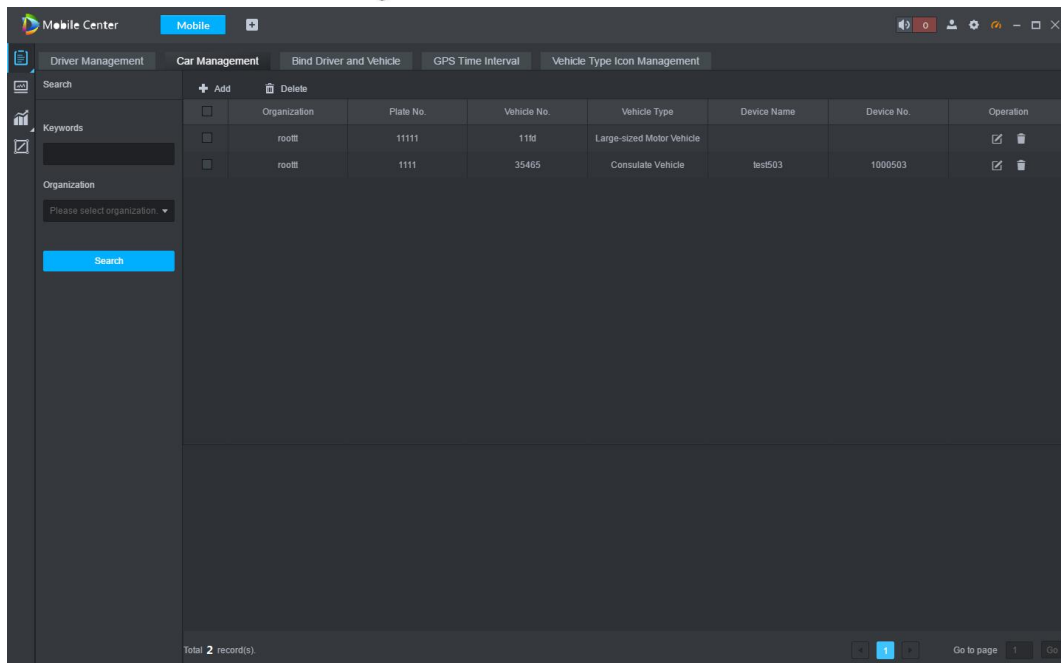 Mobile Center Mobile 0
Driver Management Car Management Bind Driver and Vehicle GPS Time Interval Vehicle Type Icon Management
Search
Keywords
Organization
Please select organization.
Search
Add Delete
Organization Plate No. Vehicle No. Vehicle Type Device Name Device No. Operation
roottt 11111 11fd Large-sized Motor Vehicle
roottt 1111 35465 Consulate Vehicle test503 1000503
Total 2 record(s). 1 Go to page 1 Go